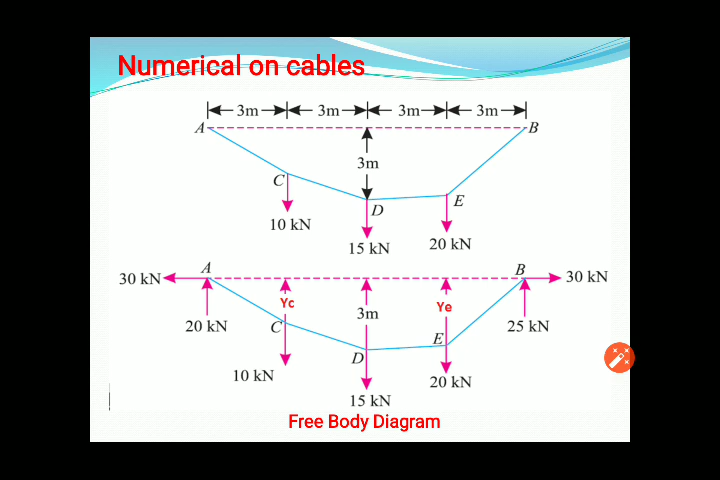 Numerical on cables
3m 3m 3m 3m
A B
3m
C D E
10 kN 15 kN 20 kN
A B
30 kN 30 kN
Yc 3m Ye
20 kN C D E 25 kN
10 kN 15 kN 20 kN
Free Body Diagram